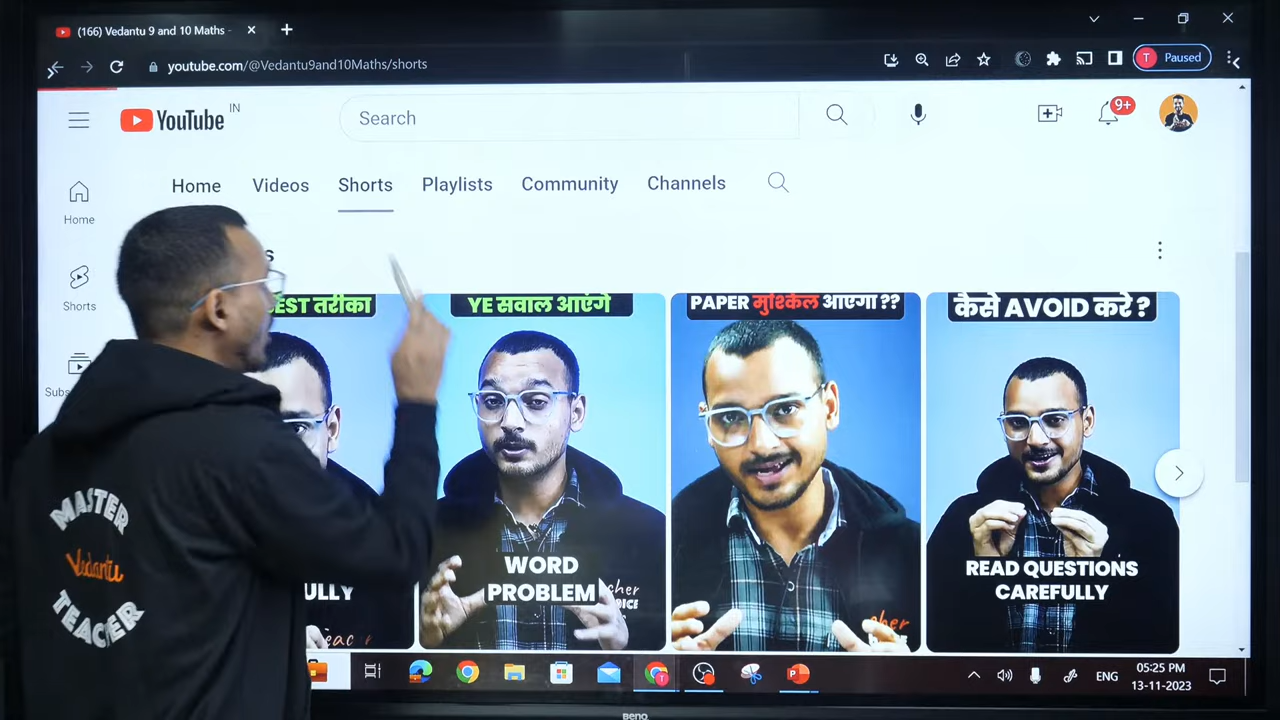 (166) Vedantu 9 and 10 Maths -
youtube.com/@Vedantu9and10Maths/shorts
T Paused
YouTube IN
Search
9+
Home Videos Shorts Playlists Community Channels
Home
Shorts
s
EST तरीका
YE सवाल आएंगे
PAPER मुश्किल आएगा ??
कैसे AVOID करे ?
WORD
PROBLEM
READ QUESTIONS
CAREFULLY
ULLY
MASTER
Vedantu
TEACHER
ENG
05:25 PM
13-11-2023
BenQ